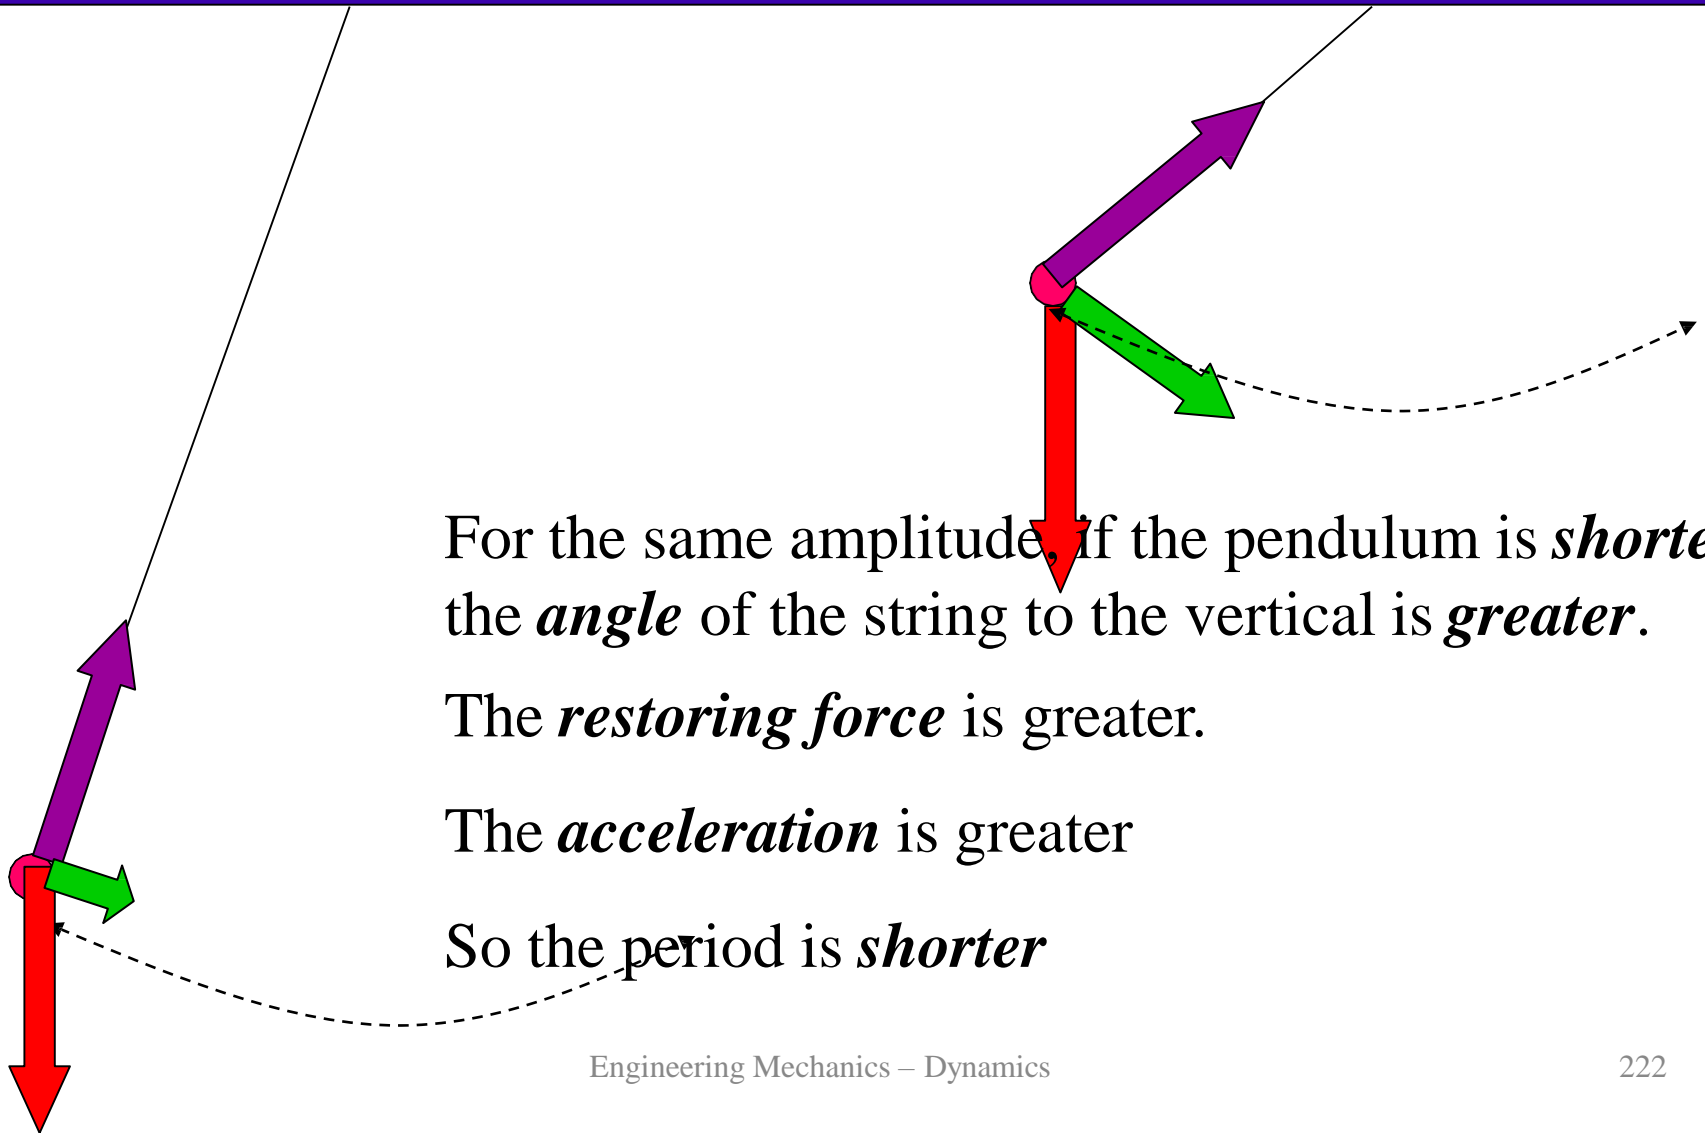 For the same amplitude, if the pendulum is shorte
the angle of the string to the vertical is greater.
The restoring force is greater.
The acceleration is greater
So the period is shorter
Engineering Mechanics – Dynamics
222